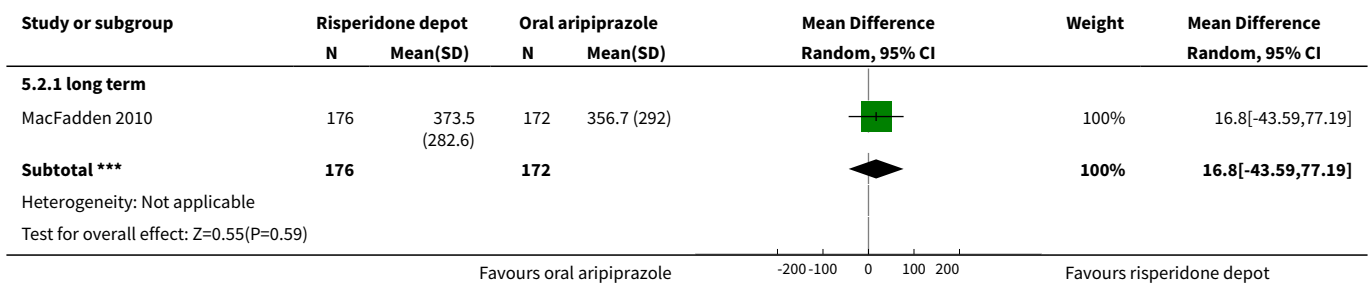 Study or subgroup Risperidone depot Oral aripiprazole Mean Difference Weight Mean Difference
N Mean(SD) N Mean(SD) Random, 95% CI Random, 95% CI
5.2.1 long term
MacFadden 2010 176 373.5 172 356.7 (292) 100% 16.8[-43.59,77.19]
(282.6)
Subtotal *** 176 172 100% 16.8[-43.59,77.19]
Heterogeneity: Not applicable
Test for overall effect: Z=0.55(P=0.59)
Favours oral aripiprazole -200 -100 0 100 200 Favours risperidone depot